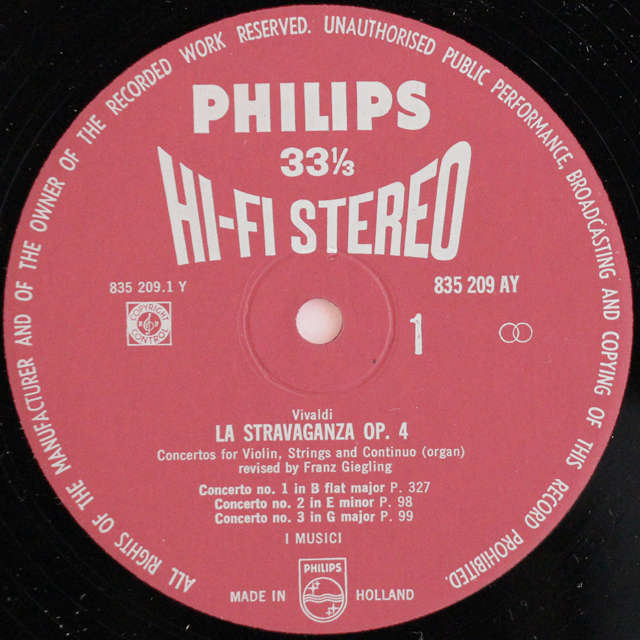 ALL RIGHTS OF THE MANUFACTURER AND OF THE OWNER OF THE RECORDED WORK RESERVED. UNAUTHORISED PUBLIC PERFORMANCE, BROADCASTING AND COPYING OF THIS RECORD PROHIBITED.
PHILIPS
33⅓
HI-FI STEREO
835 209.1 Y
835 209 AY
COPYRIGHT
CONTROL
1
Vivaldi
LA STRAVAGANZA OP. 4
Concertos for Violin, Strings and Continuo (organ)
revised by Franz Giegling
Concerto no. 1 in B flat major P. 327
Concerto no. 2 in E minor P. 98
Concerto no. 3 in G major P. 99
I MUSICI
PHILIPS
MADE IN HOLLAND